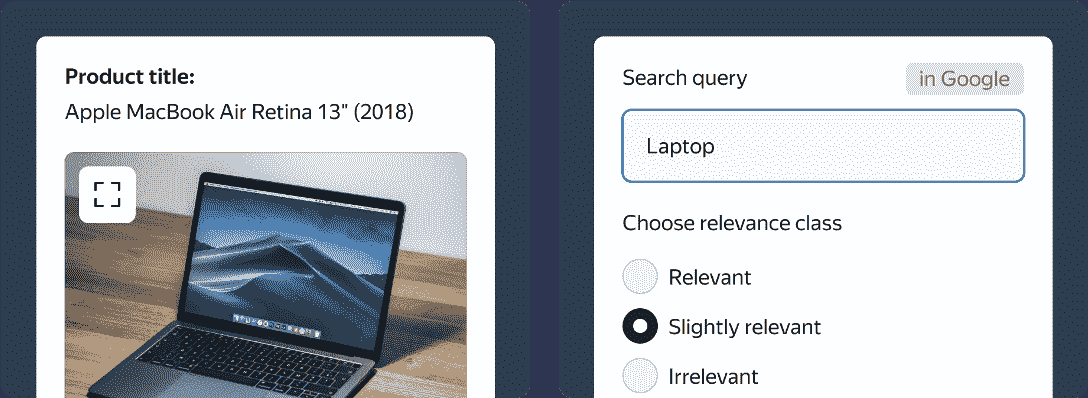 Product title:
Apple MacBook Air Retina 13" (2018)
Search query
in Google
Laptop
Choose relevance class
Relevant
Slightly relevant
Irrelevant